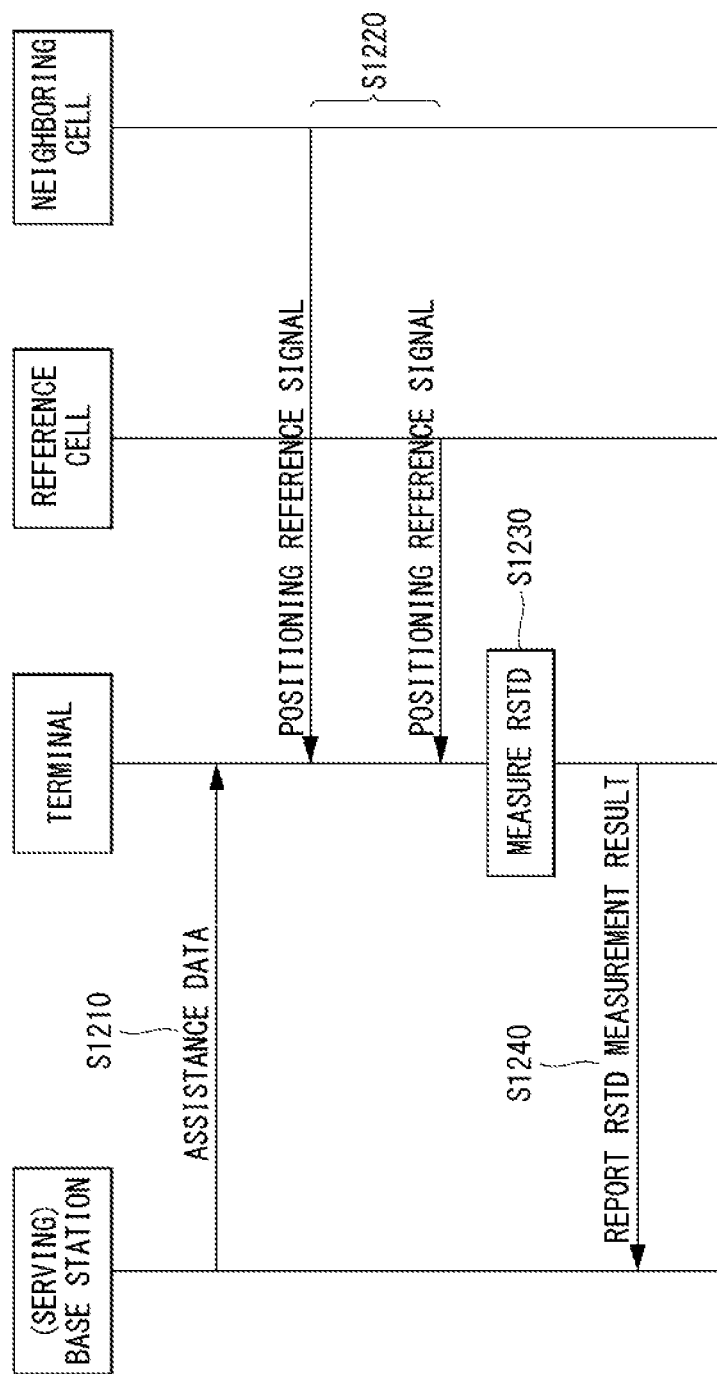 (SERVING)
BASE STATION
TERMINAL
REFERENCE
CELL
NEIGHBORING
CELL
S1210
ASSISTANCE DATA
POSITIONING REFERENCE SIGNAL
S1220
POSITIONING REFERENCE SIGNAL
MEASURE RSTD
S1230
S1240
REPORT RSTD MEASUREMENT RESULT